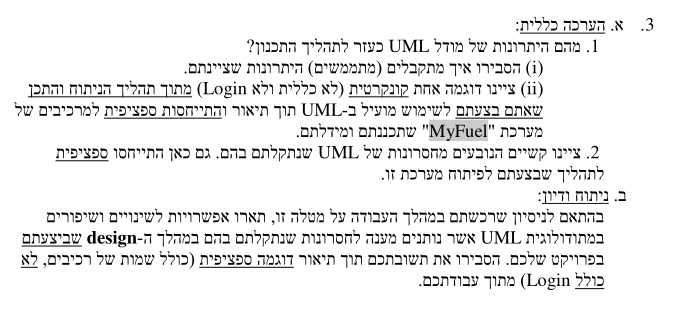 3. א. הערכה כללית:
1. מהם היתרונות של מודל UML כעזר לתהליך התכנון?
(i) הסבירו איך מתקבלים (מתממשים) היתרונות שציינתם.
(ii) ציינו דוגמה אחת קונקרטית (לא כללית ולא Login) מתוך תהליך הניתוח והתכן
שאתם בצעתם לשימוש מועיל ב-UML תוך תיאור והתייחסות ספציפית למרכיבים של
מערכת "MyFuel" שתכננתם ומידלתם.
2. ציינו קשיים הנובעים מחסרונות של UML שנתקלתם בהם. גם כאן התייחסו ספציפית
לתהליך שבצעתם לפיתוח מערכת זו.
ב. ניתוח ודיון:
בהתאם לניסיון שרכשתם במהלך העבודה על מטלה זו, תארו אפשרויות לשינויים ושיפורים
במתודולוגית UML אשר נותנים מענה לחסרונות שנתקלתם בהם במהלך ה-design שביצעתם
בפרויקט שלכם. הסבירו את תשובתכם תוך תיאור דוגמה ספציפית (כולל שמות של רכיבים, לא
כולל Login) מתוך עבודתכם.